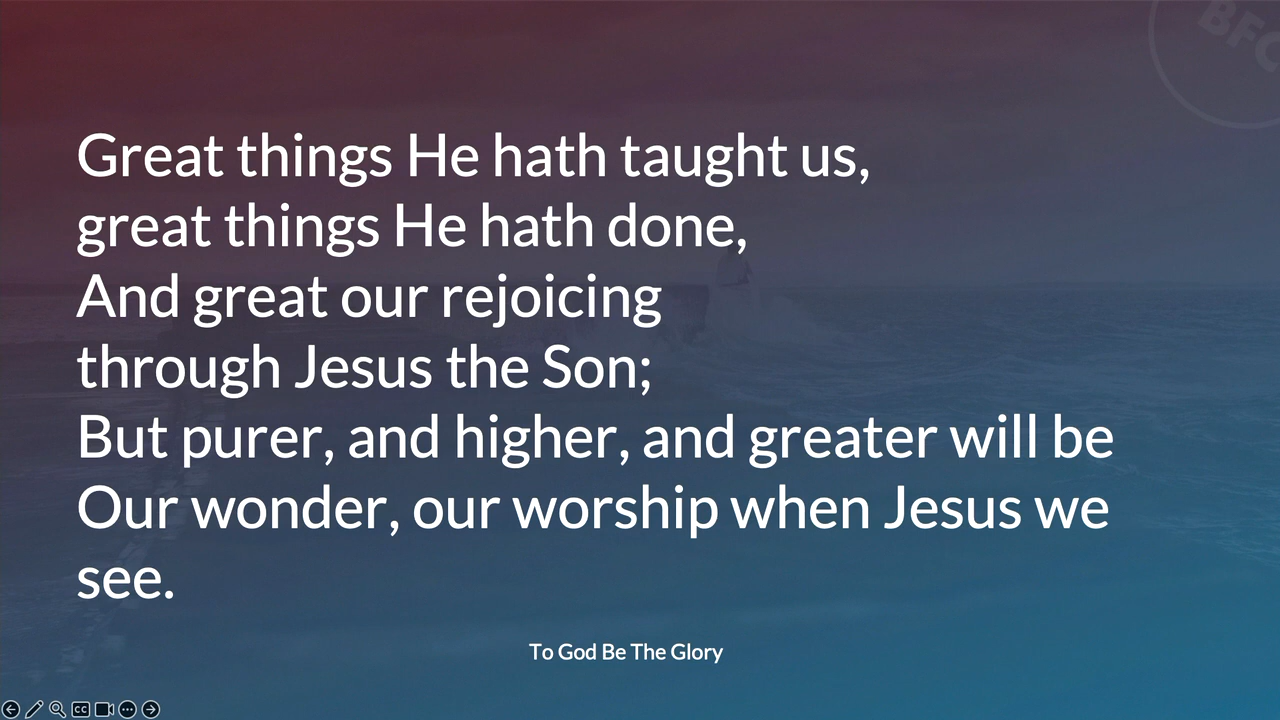 BFC
Great things He hath taught us,
great things He hath done,
And great our rejoicing
through Jesus the Son;
But purer, and higher, and greater will be
Our wonder, our worship when Jesus we
see.
To God Be The Glory
CC